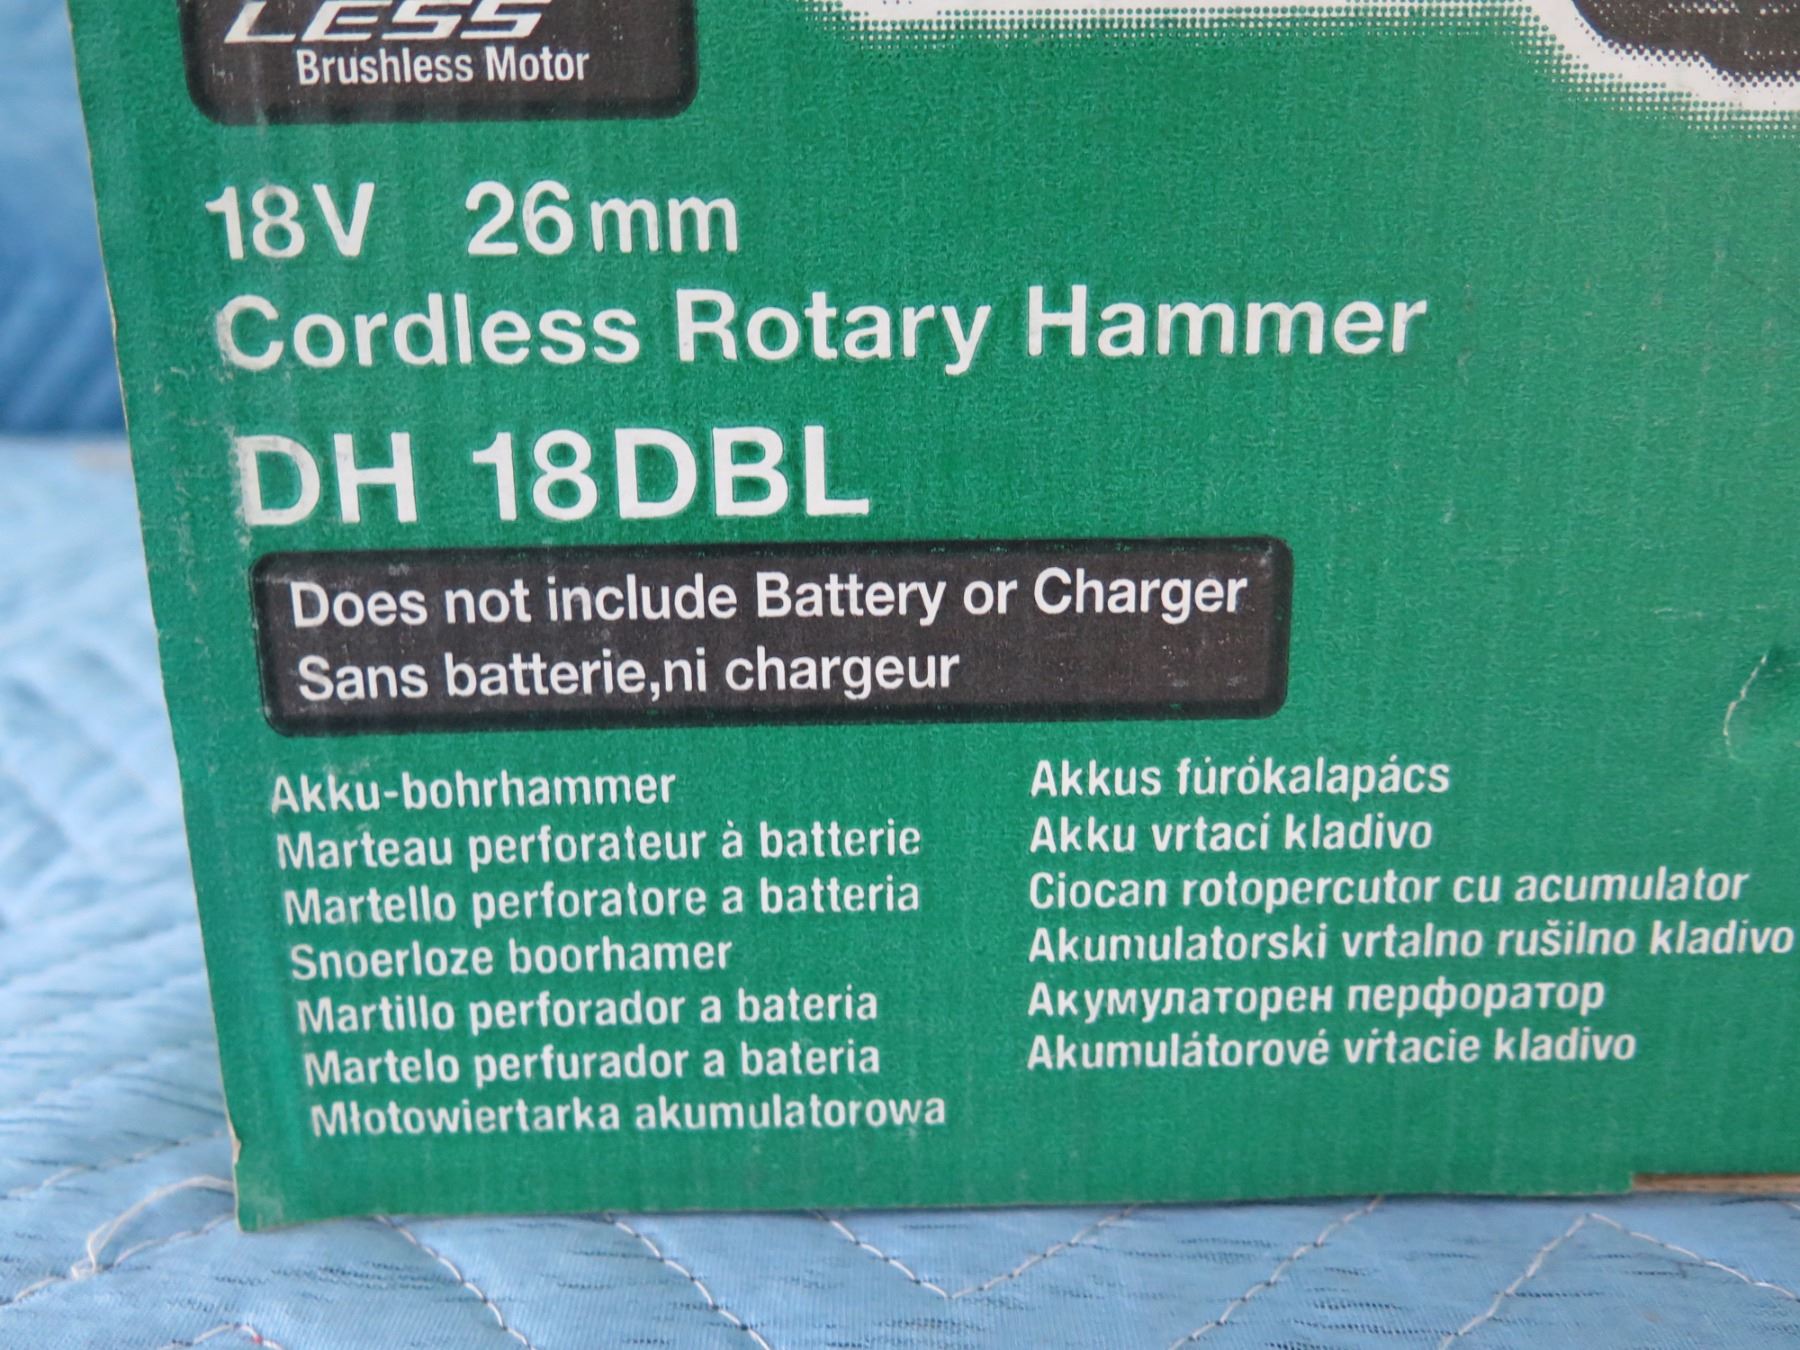 LESS
Brushless Motor
18V 26mm
Cordless Rotary Hammer
DH 18DBL
Does not include Battery or Charger
Sans batterie,ni chargeur
Akku-bohrhammer
Marteau perforateur à batterie
Martello perforatore a batteria
Snoerloze boorhamer
Martillo perforador a bateria
Martelo perfurador a bateria
Młotowiertarka akumulatorowa
Akkus fúrókalapács
Akku vrtací kladivo
Ciocan rotopercutor cu acumulator
Akumulatorski vrtalno rušilno kladivo
Акумулаторен перфоратор
Akumulátorové vŕtacie kladivo